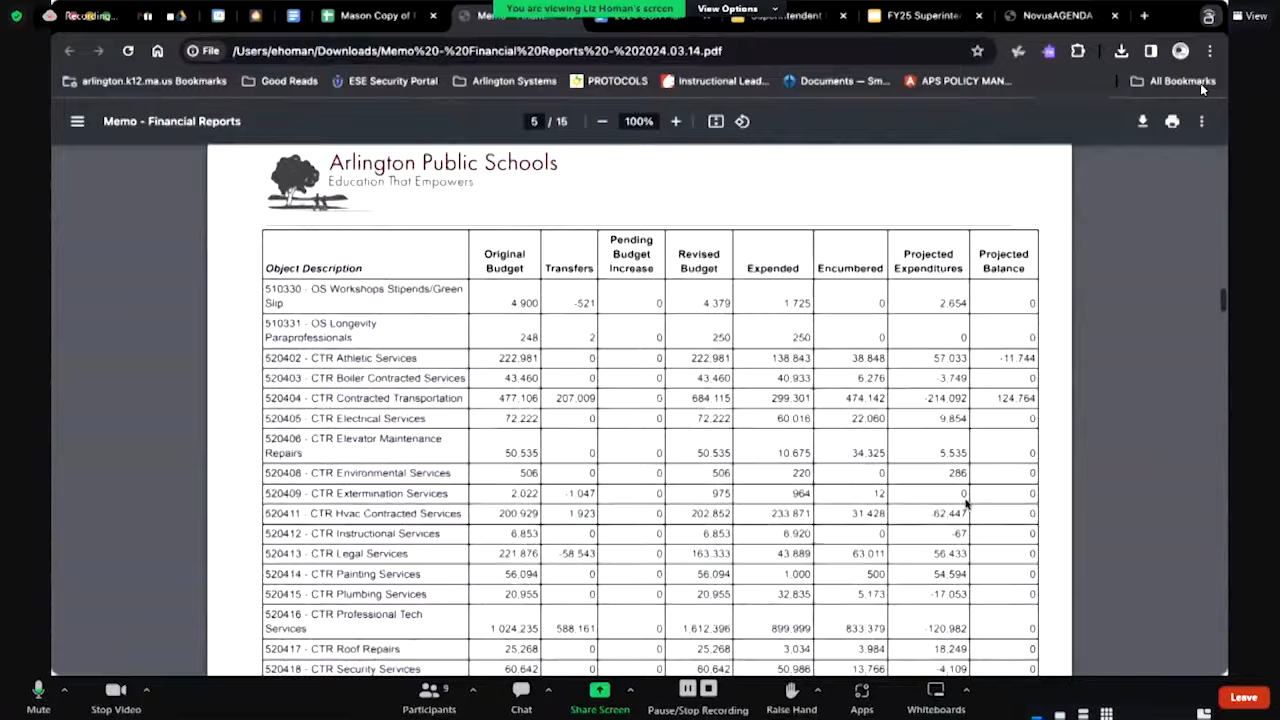 Recording...
Mason Copy of
You are viewing Liz Homan's screen
View Options
Superintendent
FY25 Superinte
NovusAGENDA
View
File
/Users/ehoman/Downloads/Memo%20-%20Financial%20Reports%20-%202024.03.14.pdf
arlington.k12.ma.us Bookmarks
Good Reads
ESE Security Portal
Arlington Systems
PROTOCOLS
Instructional Lead...
Documents — Sm...
APS POLICY MAN...
All Bookmarks
Memo - Financial Reports
5 / 15
100%
Arlington Public Schools
Education That Empowers
Object Description Original Budget Transfers Pending Budget Increase Revised Budget Expended Encumbered Projected Expenditures Projected Balance
510330 - OS Workshops Stipends/Green
Slip 4,900 -521 0 4,379 1,725 0 2,654 0
510331 - OS Longevity
Paraprofessionals 248 2 0 250 250 0 0 0
520402 - CTR Athletic Services 222,981 0 0 222,981 138,843 38,848 57,033 -11,744
520403 - CTR Boiler Contracted Services 43,460 0 0 43,460 40,933 6,276 -3,749 0
520404 - CTR Contracted Transportation 477,106 207,009 0 684,115 299,301 474,142 -214,092 124,764
520405 - CTR Electrical Services 72,222 0 0 72,222 60,016 22,060 9,854 0
520406 - CTR Elevator Maintenance
Repairs 50,535 0 0 50,535 10,675 34,325 5,535 0
520408 - CTR Environmental Services 506 0 0 506 220 0 286 0
520409 - CTR Extermination Services 2,022 -1,047 0 975 964 12 0 0
520411 - CTR Hvac Contracted Services 200,929 1,923 0 202,852 233,871 31,428 -62,447 0
520412 - CTR Instructional Services 6,853 0 0 6,853 6,920 0 -67 0
520413 - CTR Legal Services 221,876 -58,543 0 163,333 43,889 63,011 56,433 0
520414 - CTR Painting Services 56,094 0 0 56,094 1,000 500 54,594 0
520415 - CTR Plumbing Services 20,955 0 0 20,955 32,835 5,173 -17,053 0
520416 - CTR Professional Tech
Services 1,024,235 588,161 0 1,612,396 899,999 833,379 -120,982 0
520417 - CTR Roof Repairs 25,268 0 0 25,268 3,034 3,984 18,249 0
520418 - CTR Security Services 60,642 0 0 60,642 50,986 13,766 -4,109 0
Mute
Stop Video
Participants
9
Chat
Share Screen
Pause/Stop Recording
Raise Hand
Apps
Whiteboards
Leave